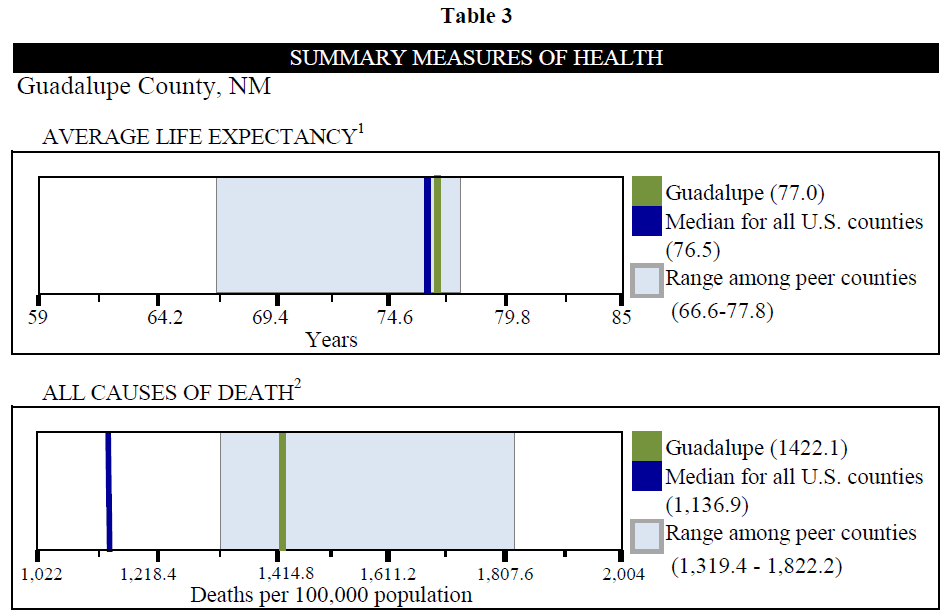 Table 3
SUMMARY MEASURES OF HEALTH
Guadalupe County, NM
AVERAGE LIFE EXPECTANCY¹
Guadalupe (77.0)
Median for all U.S. counties
(76.5)
Range among peer counties
(66.6-77.8)
59 64.2 69.4 74.6 79.8 85
Years
ALL CAUSES OF DEATH²
Guadalupe (1422.1)
Median for all U.S. counties
(1,136.9)
Range among peer counties
(1,319.4 - 1,822.2)
1,022 1,218.4 1,414.8 1,611.2 1,807.6 2,004
Deaths per 100,000 population